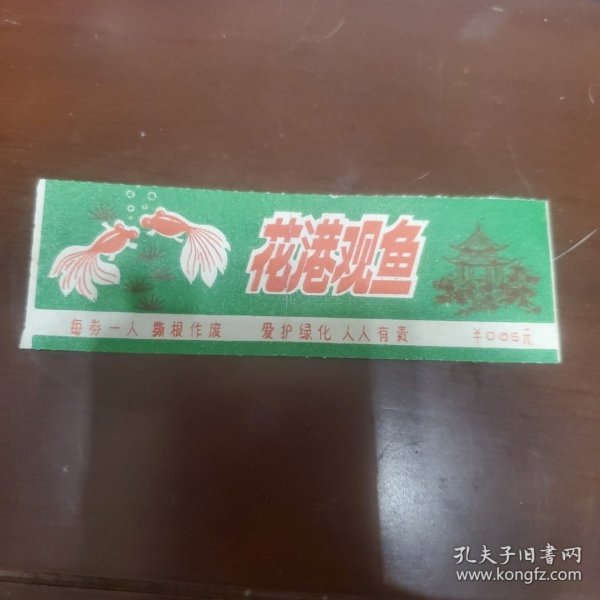 花港观鱼
每券一人 撕根作废 爱护绿化 人人有责 ￥0.05元
孔夫子旧書网
www.kongfz.com